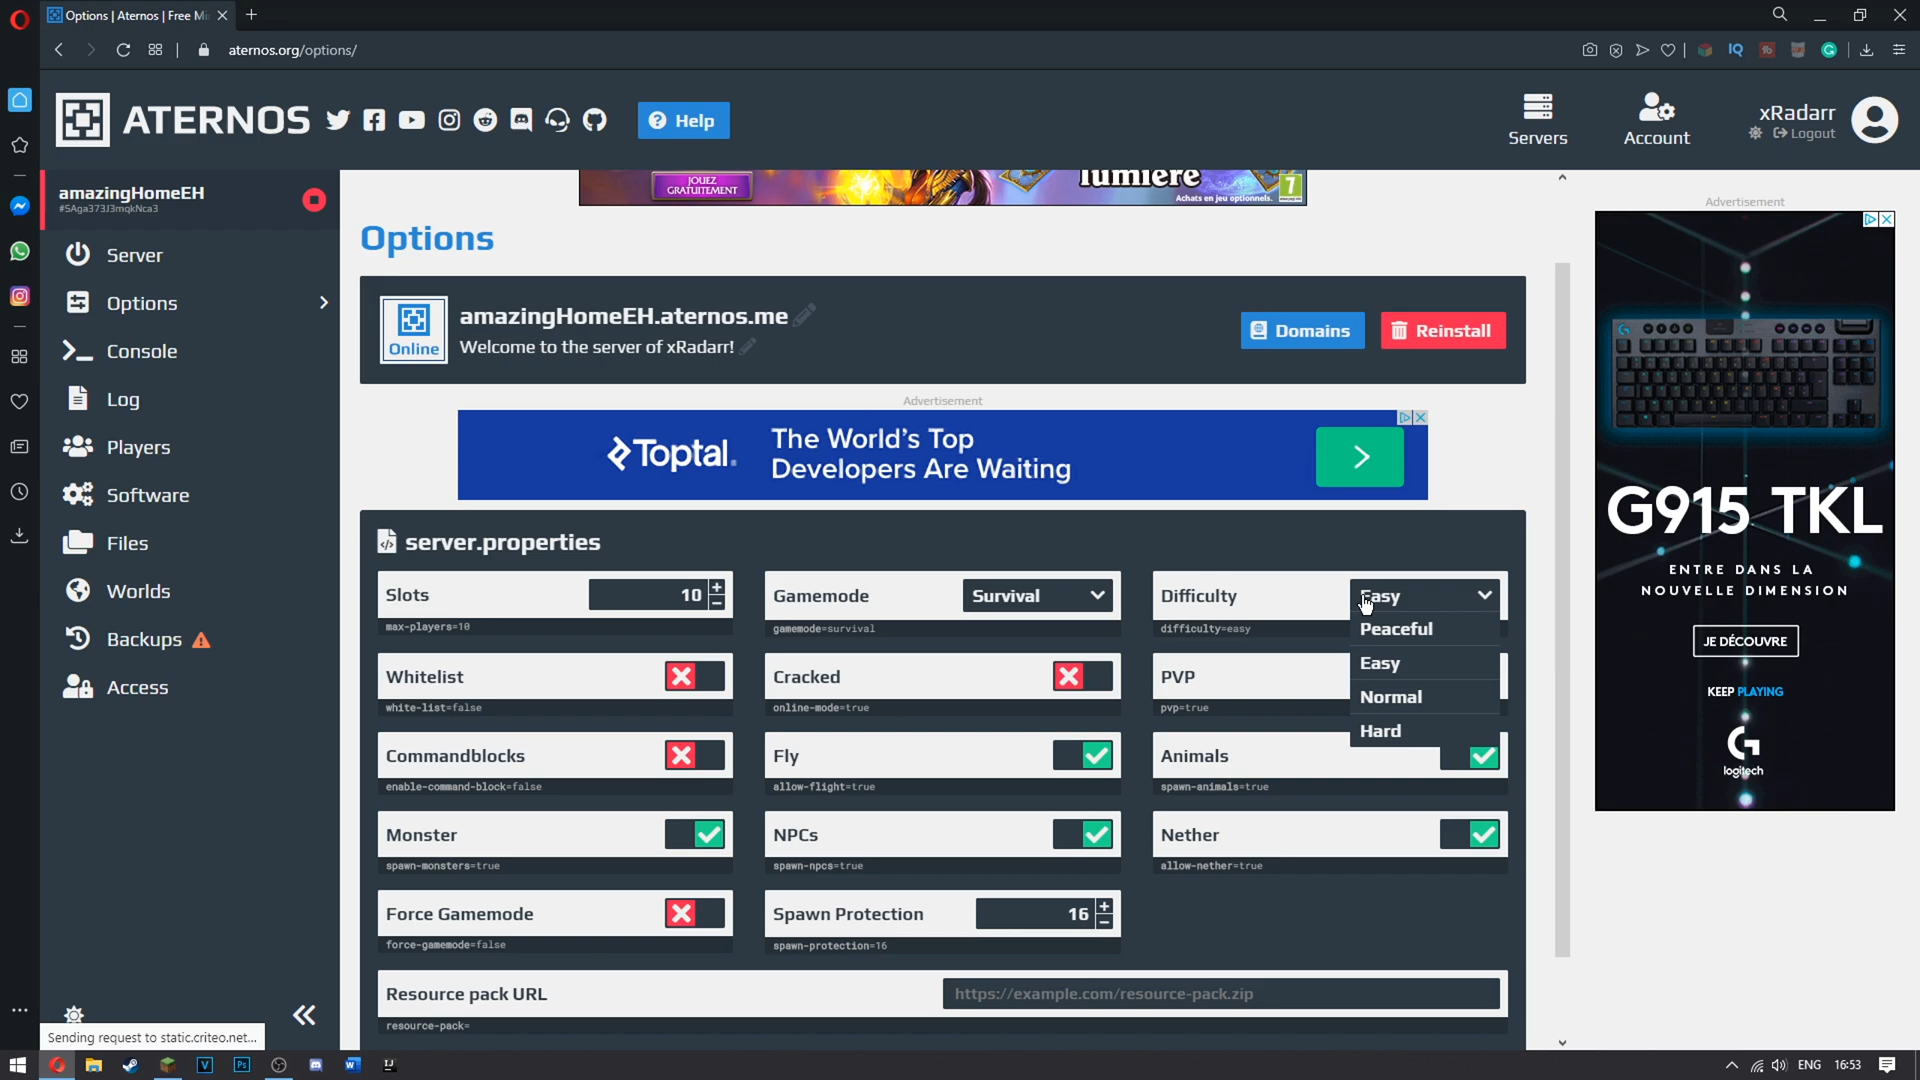 Options | Aternos | Free Mi
aternos.org/options/
ATERNOS
Help
Servers
Account
xRadarr
Logout
amazingHomeEH
#SAga373J3mqkNca3
Server
Options
Console
Log
Players
Software
Files
Worlds
Backups
Access
JOUEZ
GRATUITEMENT
lumière
7
Achats en jeu optionnels.
Options
Online
amazingHomeEH.aternos.me
Welcome to the server of xRadarr!
Domains
Reinstall
Advertisement
Toptal.
The World's Top
Developers Are Waiting
server.properties
Slots
10
max-players=10
Gamemode
Survival
gamemode=survival
Difficulty
Easy
difficulty=easy
Peaceful
Easy
Normal
Hard
Whitelist
white-list=false
Cracked
online-mode=true
PVP
pvp=true
Commandblocks
enable-command-block=false
Fly
allow-flight=true
Animals
spawn-animals=true
Monster
spawn-monsters=true
NPCs
spawn-npcs=true
Nether
allow-nether=true
Force Gamemode
force-gamemode=false
Spawn Protection
16
spawn-protection=16
Resource pack URL
https://example.com/resource-pack.zip
resource-pack=
Advertisement
G915 TKL
ENTRE DANS LA
NOUVELLE DIMENSION
JE DÉCOUVRE
KEEP PLAYING
logitech
Sending request to static.criteo.net...
ENG
16:53